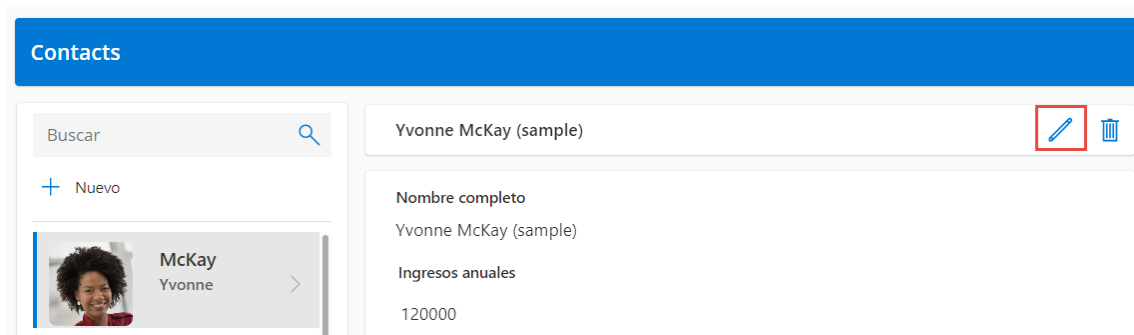 Contacts
Buscar
Nuevo
McKay
Yvonne
Yvonne McKay (sample)
Nombre completo
Yvonne McKay (sample)
Ingresos anuales
120000